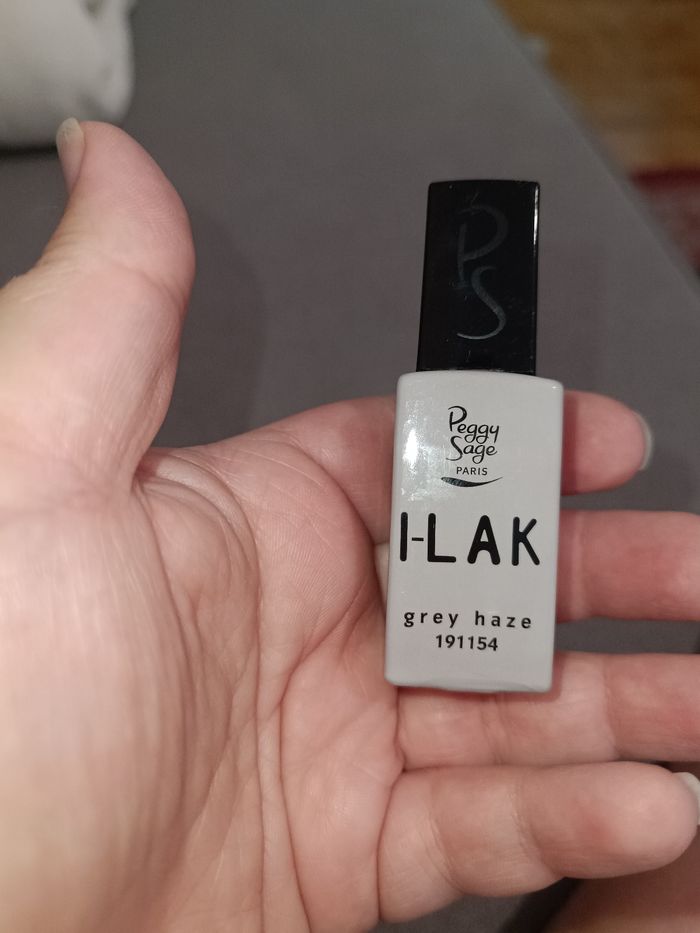 PS
Peggy
Sage
PARIS
I-LAK
grey haze
191154